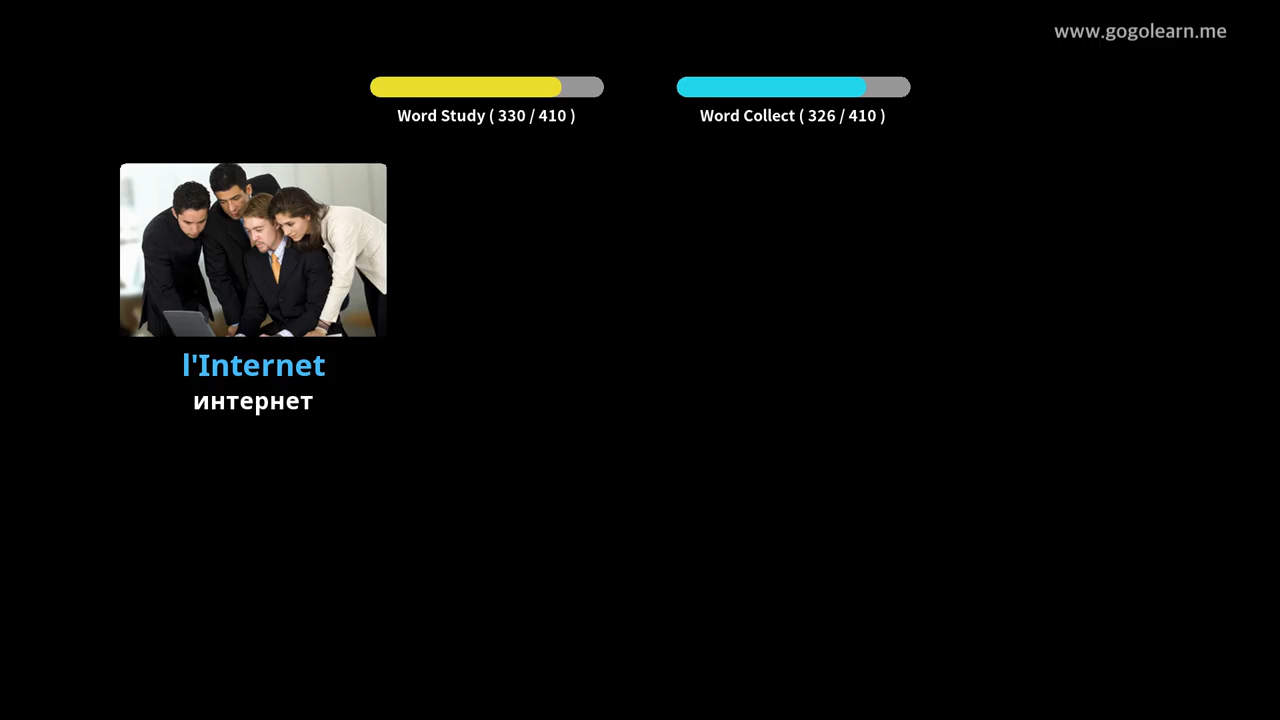 www.gogolearn.me
Word Study ( 330 / 410 )
Word Collect ( 326 / 410 )
l'Internet
интернет